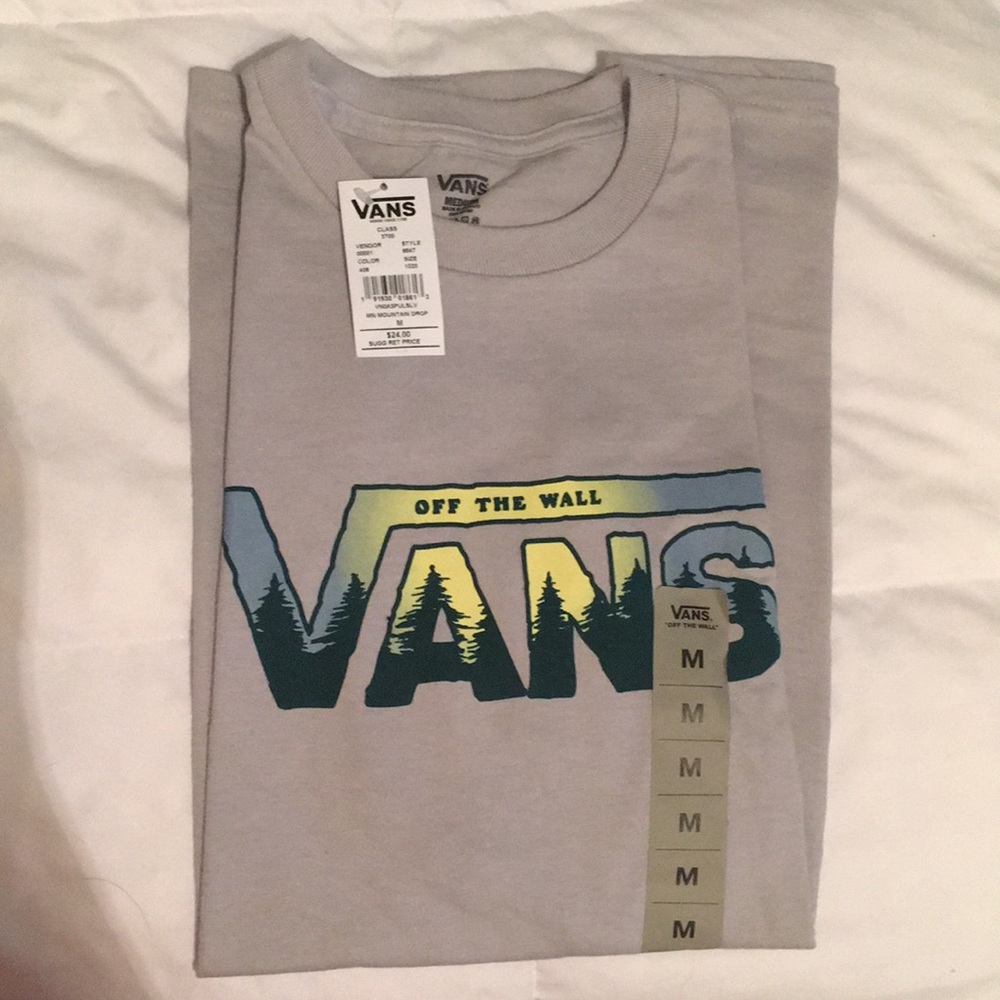 VANS
MEDIUM
VANS
CLASS
VENDOR STYLE
COLOR SIZE
MN MOUNTAIN DROP
M
$24.00
SUGG RET PRICE
OFF THE WALL
VANS
VANS
"OFF THE WALL"
M
M
M
M
M
M